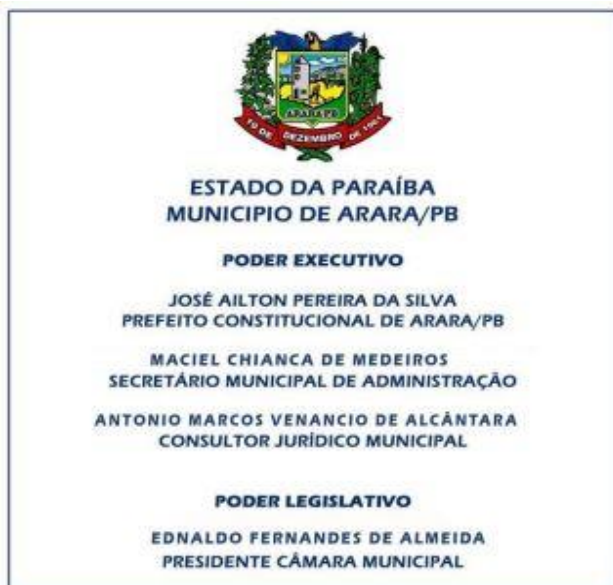 ARARA-PB
19 DE DEZEMBRO DE 1961
ESTADO DA PARAÍBA
MUNICIPIO DE ARARA/PB
PODER EXECUTIVO
JOSÉ AILTON PEREIRA DA SILVA
PREFEITO CONSTITUCIONAL DE ARARA/PB
MACIEL CHIANCA DE MEDEIROS
SECRETÁRIO MUNICIPAL DE ADMINISTRAÇÃO
ANTONIO MARCOS VENANCIO DE ALCÂNTARA
CONSULTOR JURÍDICO MUNICIPAL
PODER LEGISLATIVO
EDNALDO FERNANDES DE ALMEIDA
PRESIDENTE CÂMARA MUNICIPAL